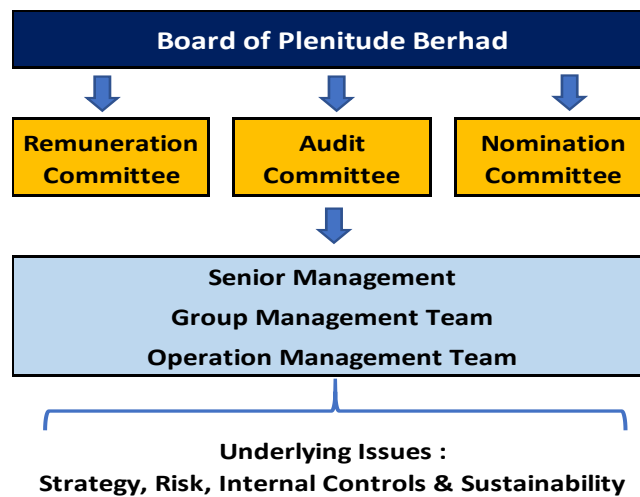 Board of Plenitude Berhad
Remuneration
Committee
Audit
Committee
Nomination
Committee
Senior Management
Group Management Team
Operation Management Team
Underlying Issues :
Strategy, Risk, Internal Controls & Sustainability